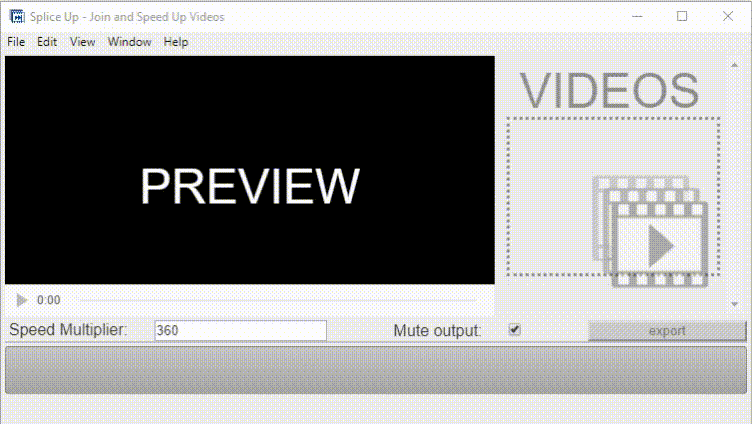 Splice Up - Join and Speed Up Videos
File Edit View Window Help
PREVIEW
VIDEOS
0:00
Speed Multiplier: 360 Mute output: export